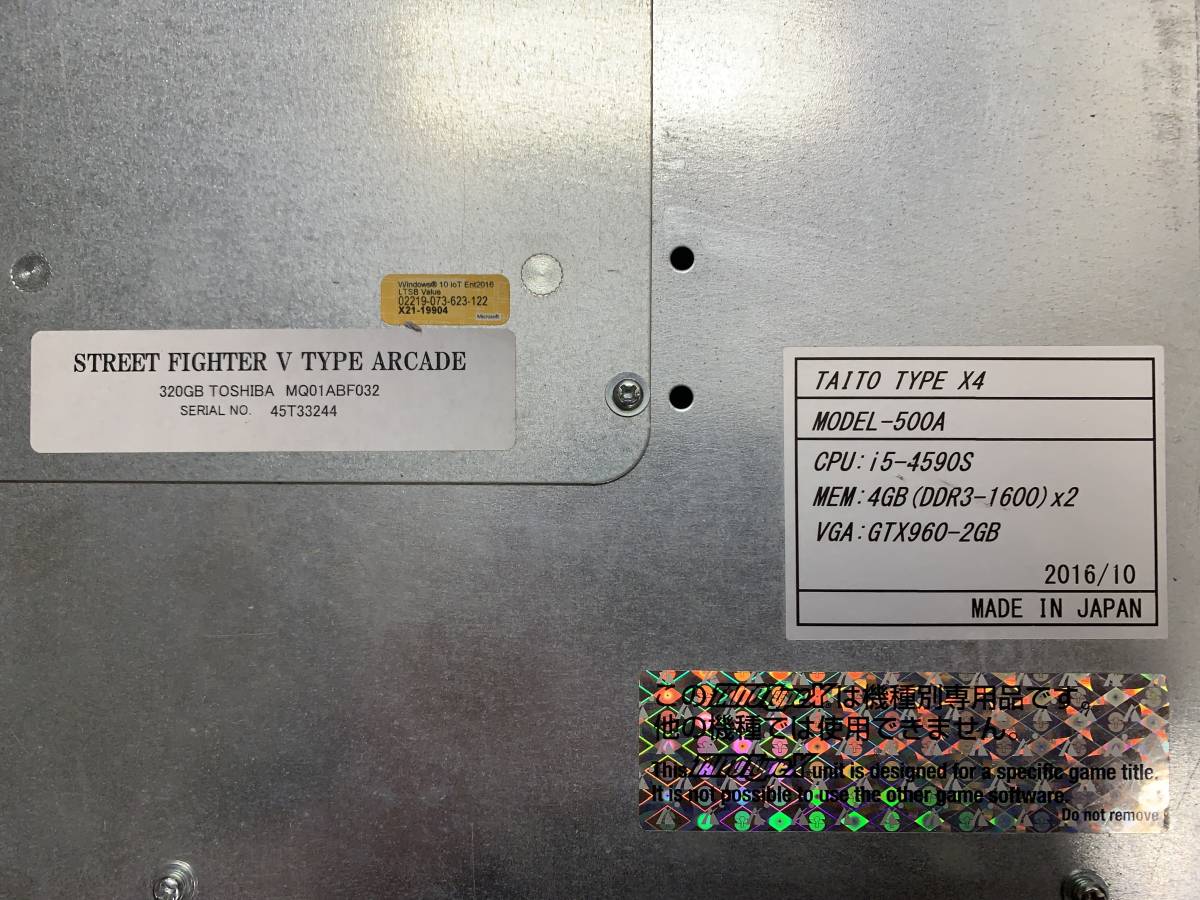 Windows® 10 IoT Ent2016
LTSB Value
02219-073-623-122
X21-19904
Microsoft
STREET FIGHTER V TYPE ARCADE
320GB TOSHIBA MQ01ABF032
SERIAL NO. 45T33244
TAITO TYPE X4
MODEL-500A
CPU:i5-4590S
MEM:4GB(DDR3-1600)x2
VGA:GTX960-2GB
2016/10
MADE IN JAPAN
この は機種別専用品です。
他の機種では使用できません。
This unit is designed for a specific game title.
It is not possible to use the other game software.
Do not remove